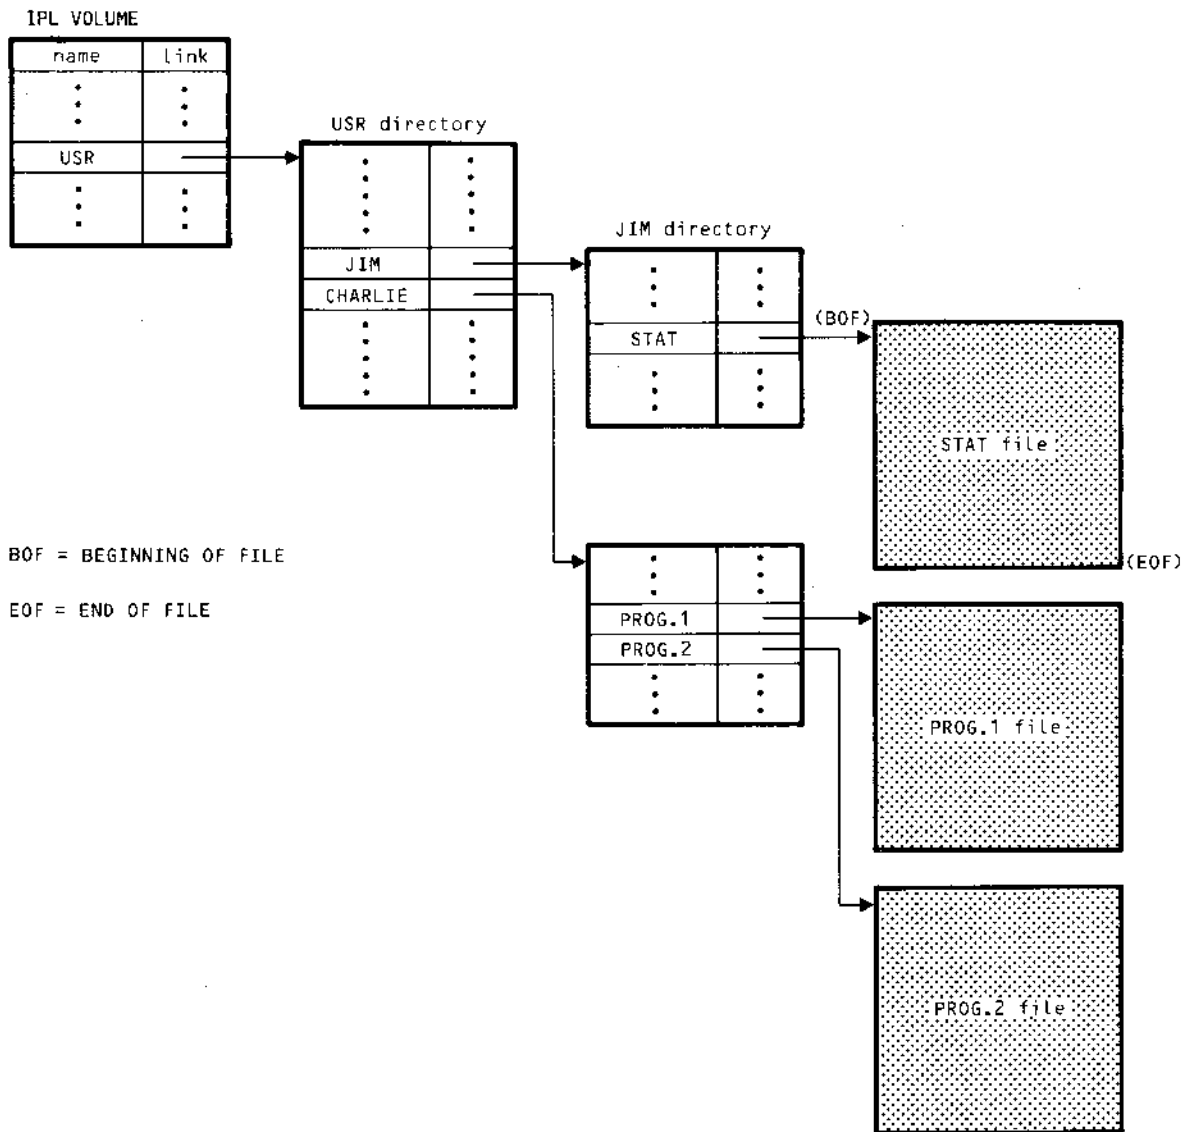 IPL VOLUME
name link
USR
USR directory
JIM
CHARLIE
JIM directory
STAT
(BOF)
STAT file
(EOF)
BOF = BEGINNING OF FILE
EOF = END OF FILE
PROG.1
PROG.2
PROG.1 file
PROG.2 file